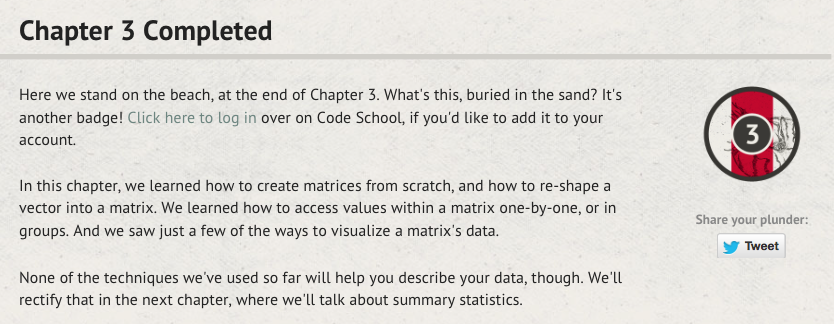 Chapter 3 Completed
Here we stand on the beach, at the end of Chapter 3. What's this, buried in the sand? It's
another badge! Click here to log in over on Code School, if you'd like to add it to your
account.
3
In this chapter, we learned how to create matrices from scratch, and how to re-shape a
vector into a matrix. We learned how to access values within a matrix one-by-one, or in
groups. And we saw just a few of the ways to visualize a matrix's data.
Share your plunder:
Tweet
None of the techniques we've used so far will help you describe your data, though. We'll
rectify that in the next chapter, where we'll talk about summary statistics.